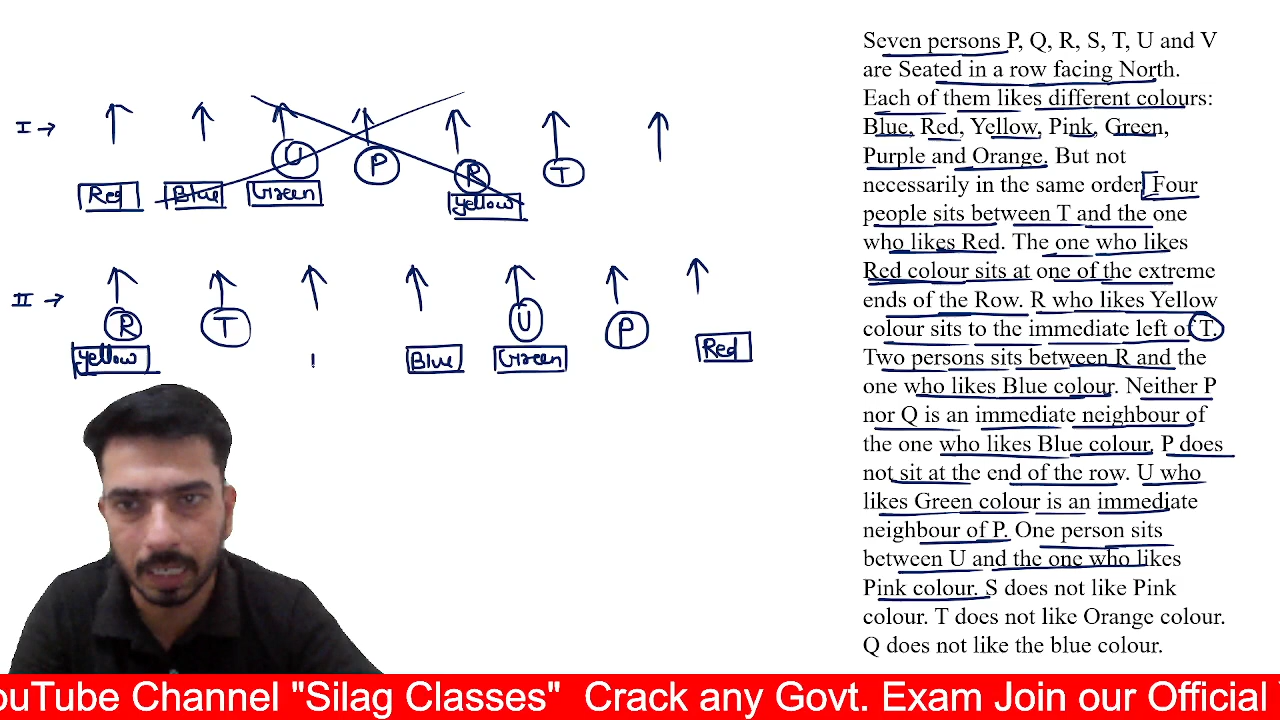 I →
U P R T
Red Blue Green Yellow
II →
R T U P
Yellow Blue Green Red
Seven persons P, Q, R, S, T, U and V
are Seated in a row facing North.
Each of them likes different colours:
Blue, Red, Yellow, Pink, Green,
Purple and Orange. But not
necessarily in the same order. Four
people sits between T and the one
who likes Red. The one who likes
Red colour sits at one of the extreme
ends of the Row. R who likes Yellow
colour sits to the immediate left of T.
Two persons sits between R and the
one who likes Blue colour. Neither P
nor Q is an immediate neighbour of
the one who likes Blue colour, P does
not sit at the end of the row. U who
likes Green colour is an immediate
neighbour of P. One person sits
between U and the one who likes
Pink colour. S does not like Pink
colour. T does not like Orange colour.
Q does not like the blue colour.
ouTube Channel "Silag Classes" Crack any Govt. Exam Join our Official